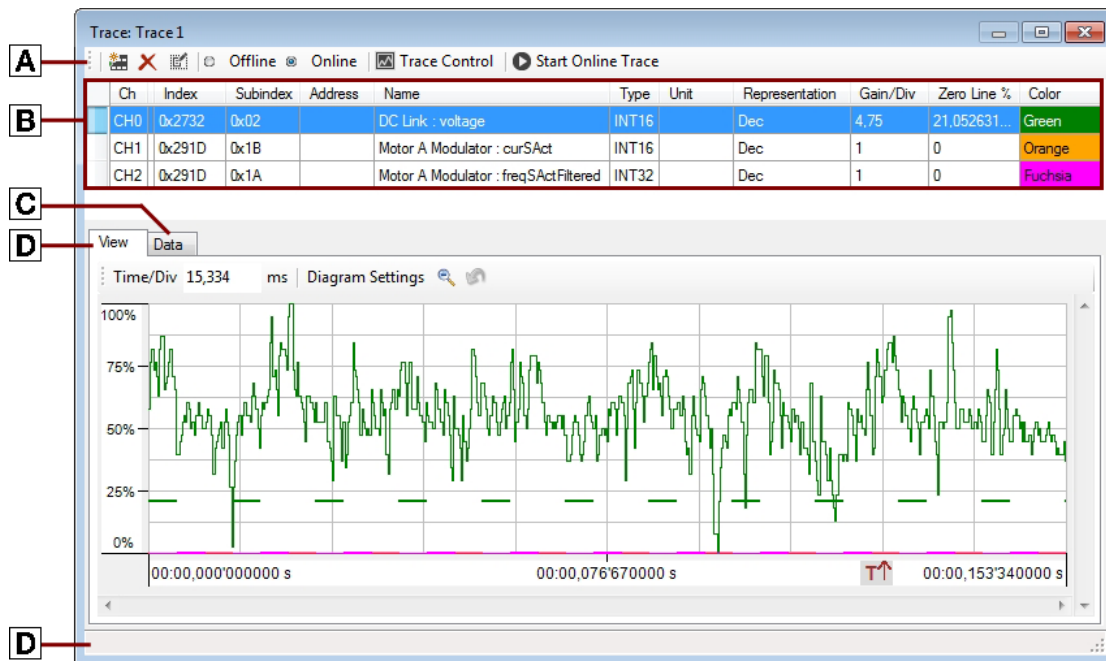 Trace: Trace 1
A
Offline Online Trace Control Start Online Trace
Ch Index Subindex Address Name Type Unit Representation Gain/Div Zero Line % Color
B
CH0 0x2732 0x02 DC Link : voltage INT16 Dec 4,75 21,052631... Green
CH1 0x291D 0x1B Motor A Modulator : curSAct INT16 Dec 1 0 Orange
CH2 0x291D 0x1A Motor A Modulator : freqSActFiltered INT32 Dec 1 0 Fuchsia
C
D
View Data
Time/Div 15,334 ms Diagram Settings
100%
75%
50%
25%
0%
00:00,000'000000 s 00:00,076'670000 s T 00:00,153'340000 s
D